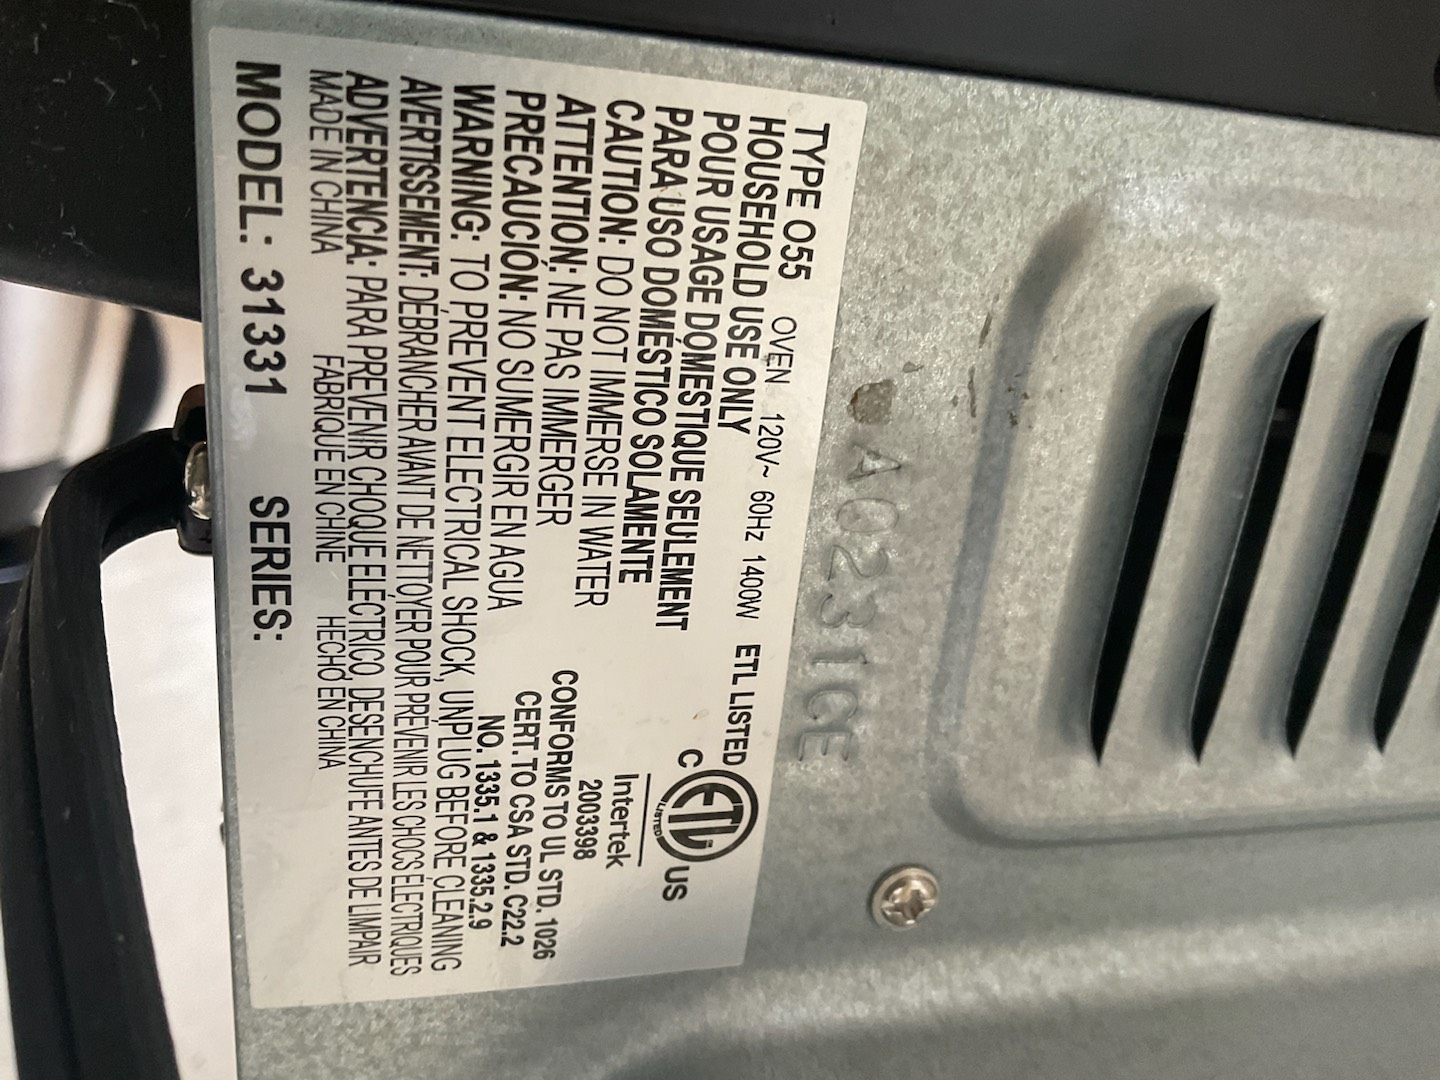 TYPE O55 OVEN 120V~ 60Hz 1400W ETL LISTED
HOUSEHOLD USE ONLY
POUR USAGE DOMESTIQUE SEULEMENT
PARA USO DOMÉSTICO SOLAMENTE
CAUTION: DO NOT IMMERSE IN WATER
ATTENTION: NE PAS IMMERGER
PRECAUCIÓN: NO SUMERGIR EN AGUA
C ETL US
LISTED
Intertek
2003398
CONFORMS TO UL STD. 1026
CERT. TO CSA STD. C22.2
NO. 1335.1 & 1335.2.9
WARNING: TO PREVENT ELECTRICAL SHOCK, UNPLUG BEFORE CLEANING
AVERTISSEMENT: DÉBRANCHER AVANT DE NETTOYER POUR PRÉVENIR LES CHOCS ÉLECTRIQUES
ADVERTENCIA: PARA PREVENIR CHOQUE ELÉCTRICO, DESENCHUFE ANTES DE LIMPAIR
MADE IN CHINA FABRIQUE EN CHINE HECHO EN CHINA
MODEL: 31331 SERIES: